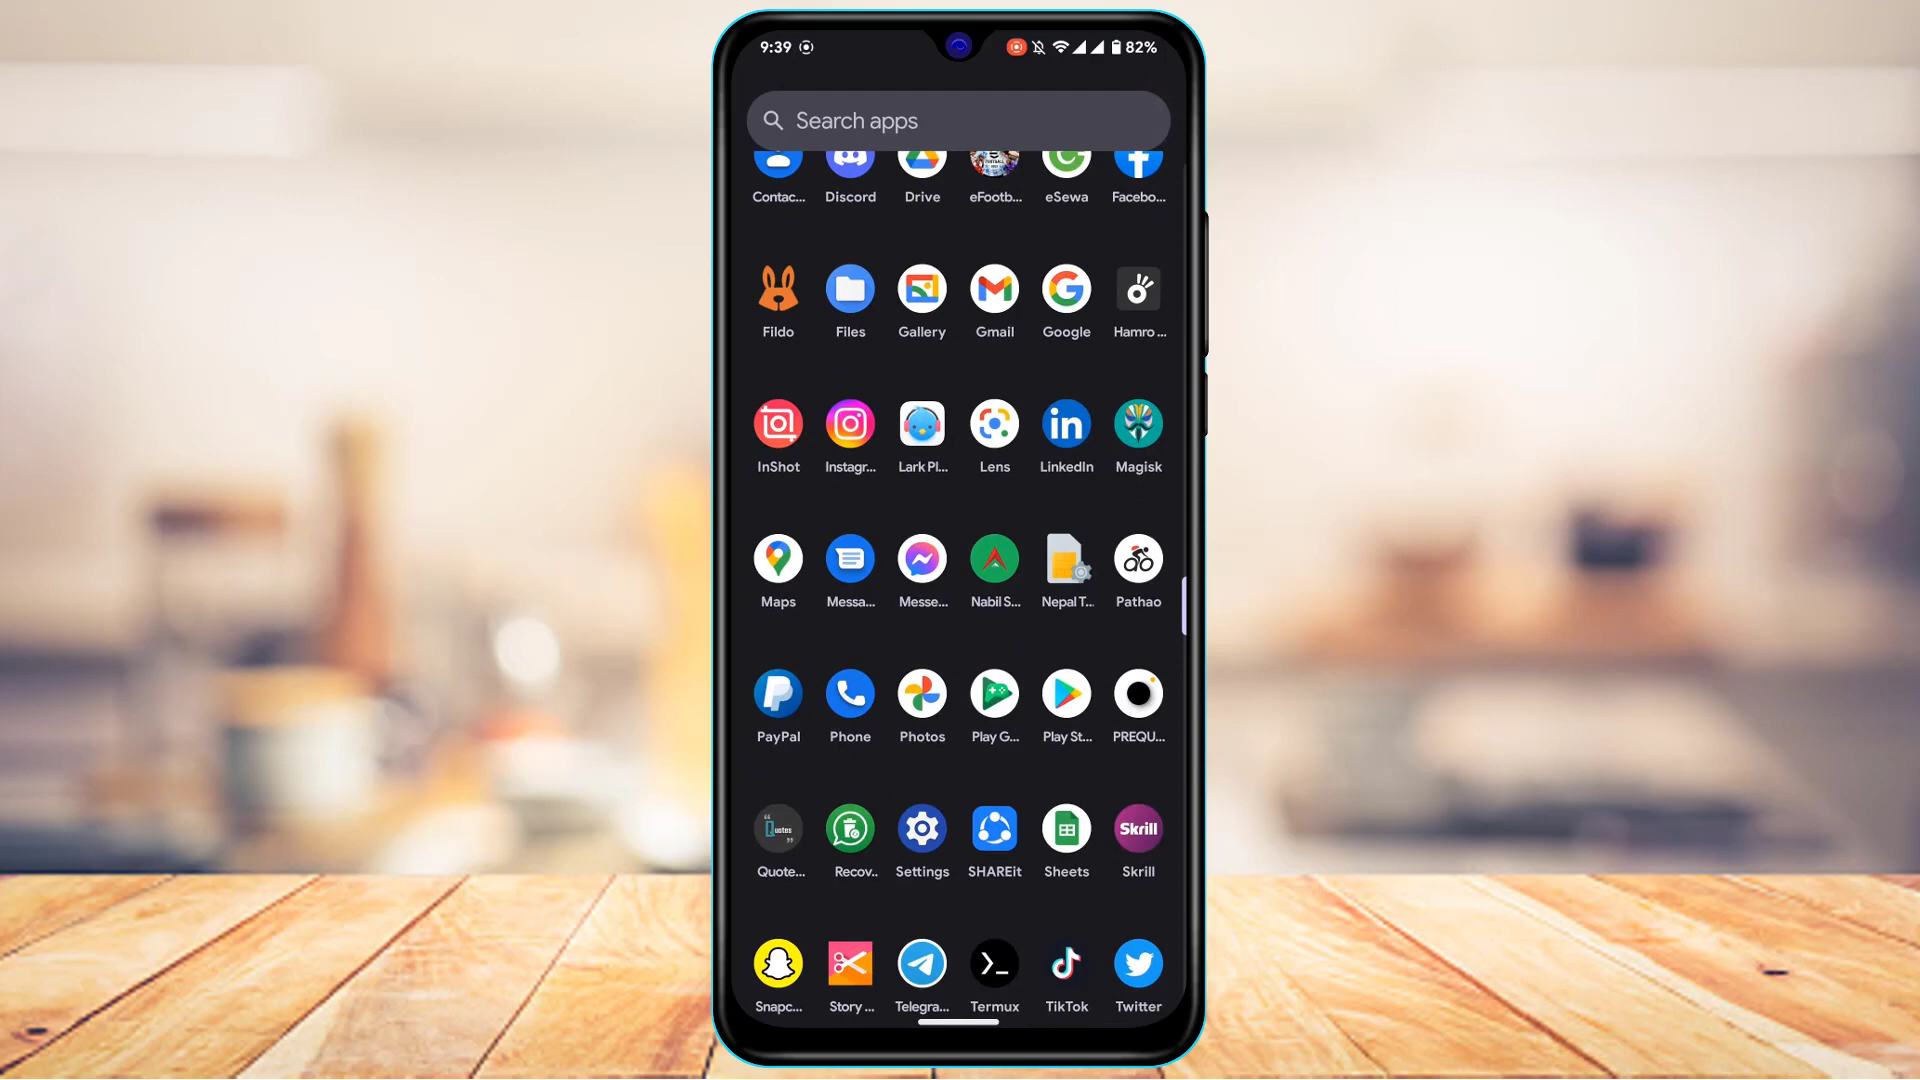 9:39 82%
Search apps
Contac... Discord Drive eFootb... eSewa Facebo...
Fildo Files Gallery Gmail Google Hamro ...
InShot Instagr... Lark Pl... Lens LinkedIn Magisk
Maps Messa... Messe... Nabil S... Nepal T... Pathao
PayPal Phone Photos Play G... Play St... PREQU...
Quotes
Skrill
Quote... Recov.. Settings SHAREit Sheets Skrill
Snapc... Story ... Telegra... Termux TikTok Twitter